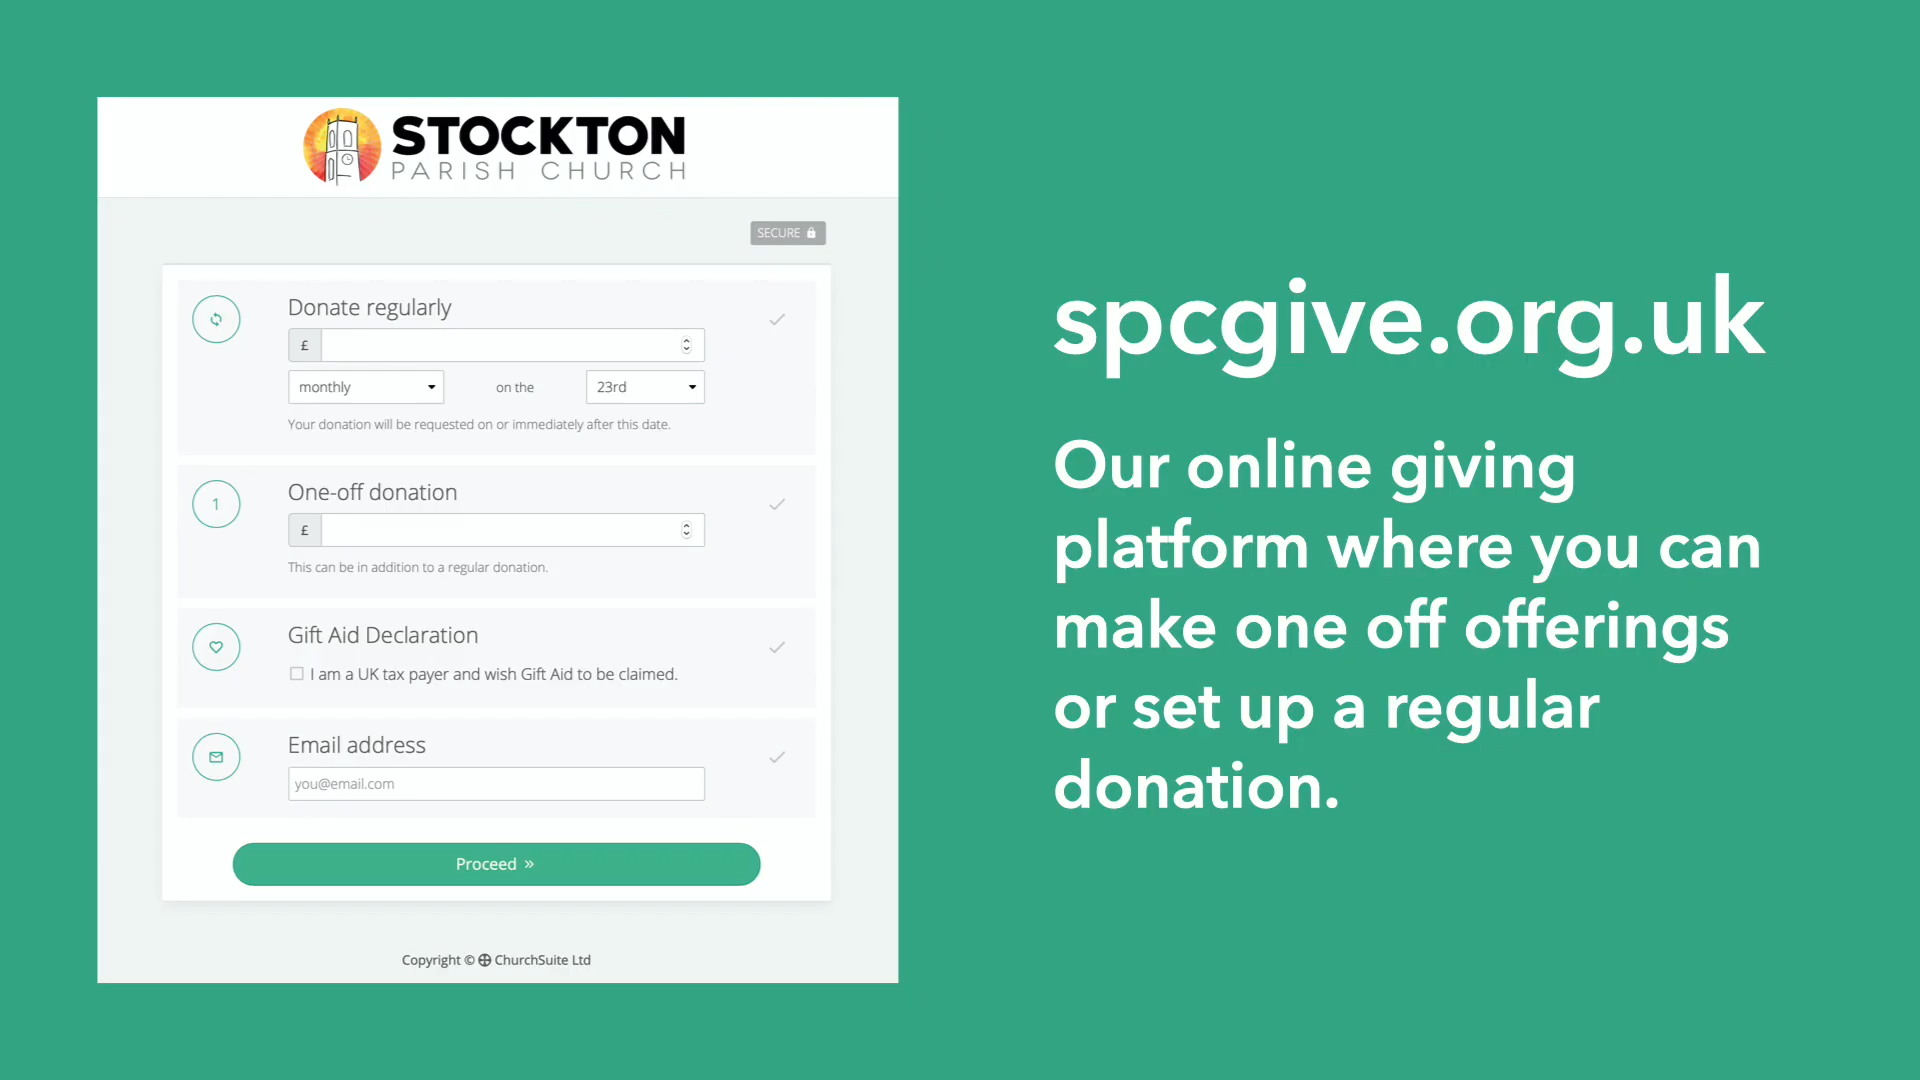 STOCKTON
PARISH CHURCH
SECURE
Donate regularly
£
monthly on the 23rd
Your donation will be requested on or immediately after this date.
1
One-off donation
£
This can be in addition to a regular donation.
Gift Aid Declaration
I am a UK tax payer and wish Gift Aid to be claimed.
Email address
you@email.com
Proceed »
Copyright © ChurchSuite Ltd
spcgive.org.uk
Our online giving
platform where you can
make one off offerings
or set up a regular
donation.